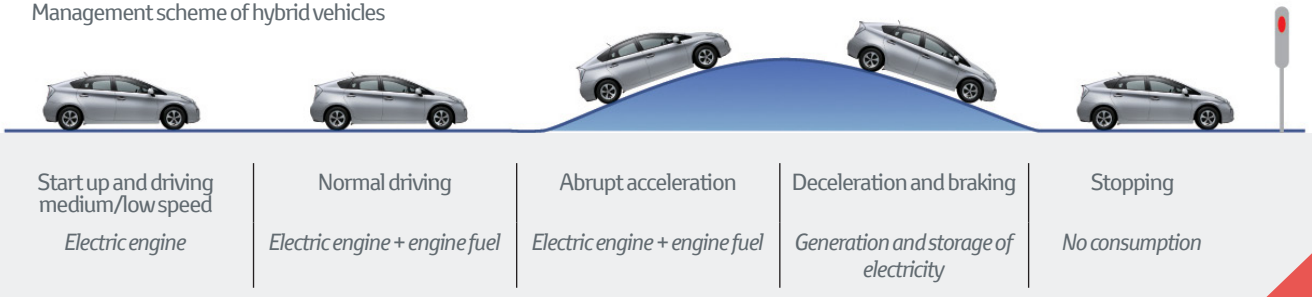 Management scheme of hybrid vehicles
Start up and driving
medium/low speed
Electric engine
Normal driving
Electric engine + engine fuel
Abrupt acceleration
Electric engine + engine fuel
Deceleration and braking
Generation and storage of
electricity
Stopping
No consumption